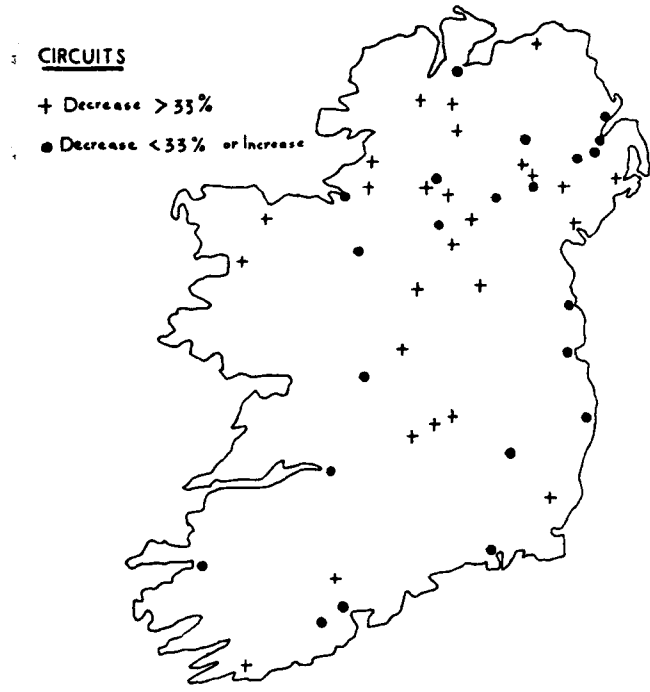 CIRCUITS
+ Decrease > 33%
● Decrease < 33% or Increase